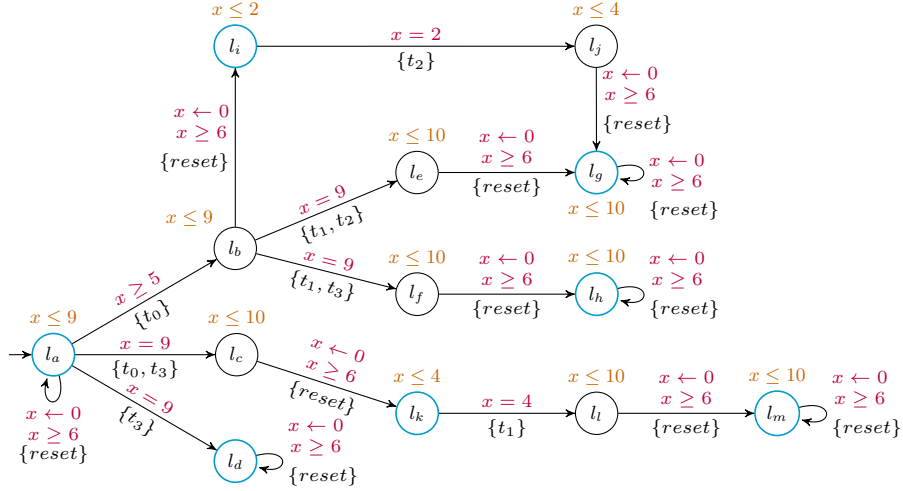 x ≤ 2
l_i
x = 2
{t_2}
x ≤ 4
l_j
x ← 0
x ≥ 6
{reset}
x ← 0
x ≥ 6
{reset}
x ≤ 10
l_e
x ← 0
x ≥ 6
{reset}
l_g
x ≤ 10
x ← 0
x ≥ 6
{reset}
x ≤ 9
l_b
x = 9
{t_1, t_2}
x = 9
{t_1, t_3}
x ≤ 10
l_f
x ← 0
x ≥ 6
{reset}
x ≤ 10
l_h
x ← 0
x ≥ 6
{reset}
x ≥ 5
{t_0}
x ≤ 9
l_a
x ← 0
x ≥ 6
{reset}
x = 9
{t_0, t_3}
x ≤ 10
l_c
x ← 0
x ≥ 6
{reset}
x = 9
{t_3}
l_d
x ← 0
x ≥ 6
{reset}
x ≤ 4
l_k
x = 4
{t_1}
x ≤ 10
l_l
x ← 0
x ≥ 6
{reset}
x ≤ 10
l_m
x ← 0
x ≥ 6
{reset}